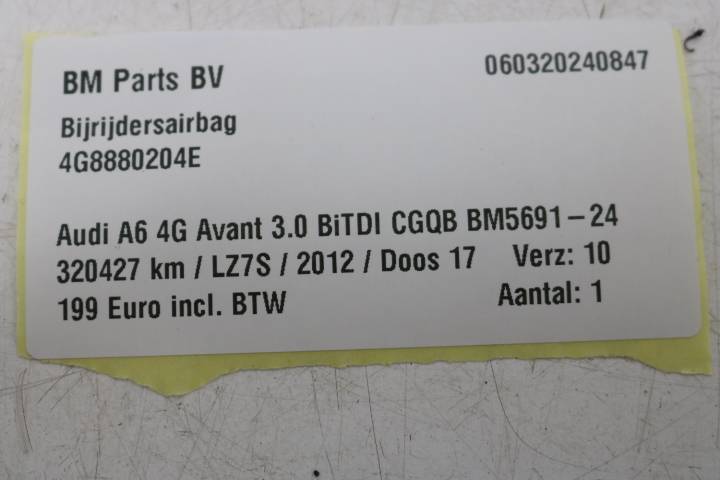 BM Parts BV 060320240847
Bijrijdersairbag
4G8880204E
Audi A6 4G Avant 3.0 BiTDI CGQB BM5691-24
320427 km / LZ7S / 2012 / Doos 17 Verz: 10
199 Euro incl. BTW Aantal: 1